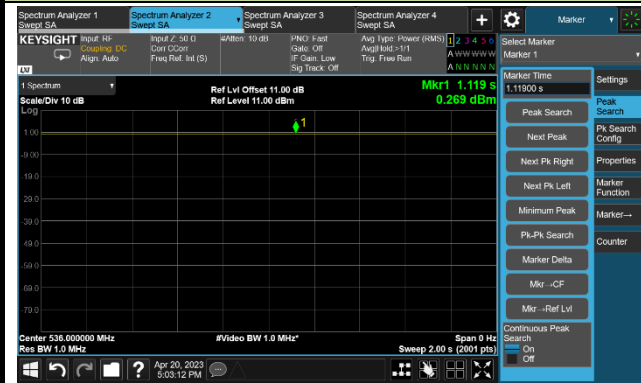 Spectrum Analyzer 1
Swept SA
Spectrum Analyzer 2
Swept SA
Spectrum Analyzer 3
Swept SA
Spectrum Analyzer 4
Swept SA
+
Marker
KEYSIGHT
Input: RF
Coupling: DC
Align: Auto
Input Z: 50 Ω
Corr CCorr
Freq Ref: Int (S)
#Atten: 10 dB
PNO: Fast
Gate: Off
IF Gain: Low
Sig Track: Off
Avg Type: Power (RMS)
Avg|Hold:>1/1
Trig: Free Run
1 2 3 4 5 6
A W W W W W
A N N N N N
LXI
Select Marker
Marker 1
1 Spectrum
Scale/Div 10 dB
Ref Lvl Offset 11.00 dB
Ref Level 11.00 dBm
Mkr1 1.119 s
0.269 dBm
Log
1
1.00
-9.00
-19.0
-29.0
-39.0
-49.0
-59.0
-69.0
-79.0
Center 536.000000 MHz
Res BW 1.0 MHz
#Video BW 1.0 MHz*
Span 0 Hz
Sweep 2.00 s (2001 pts)
Marker Time
1.11900 s
Peak Search
Next Peak
Next Pk Right
Next Pk Left
Minimum Peak
Pk-Pk Search
Marker Delta
Mkr→CF
Mkr→Ref Lvl
Continuous Peak
Search
On
Off
Settings
Peak
Search
Pk Search
Config
Properties
Marker
Function
Marker→
Counter
?
Apr 20, 2023
5:03:12 PM